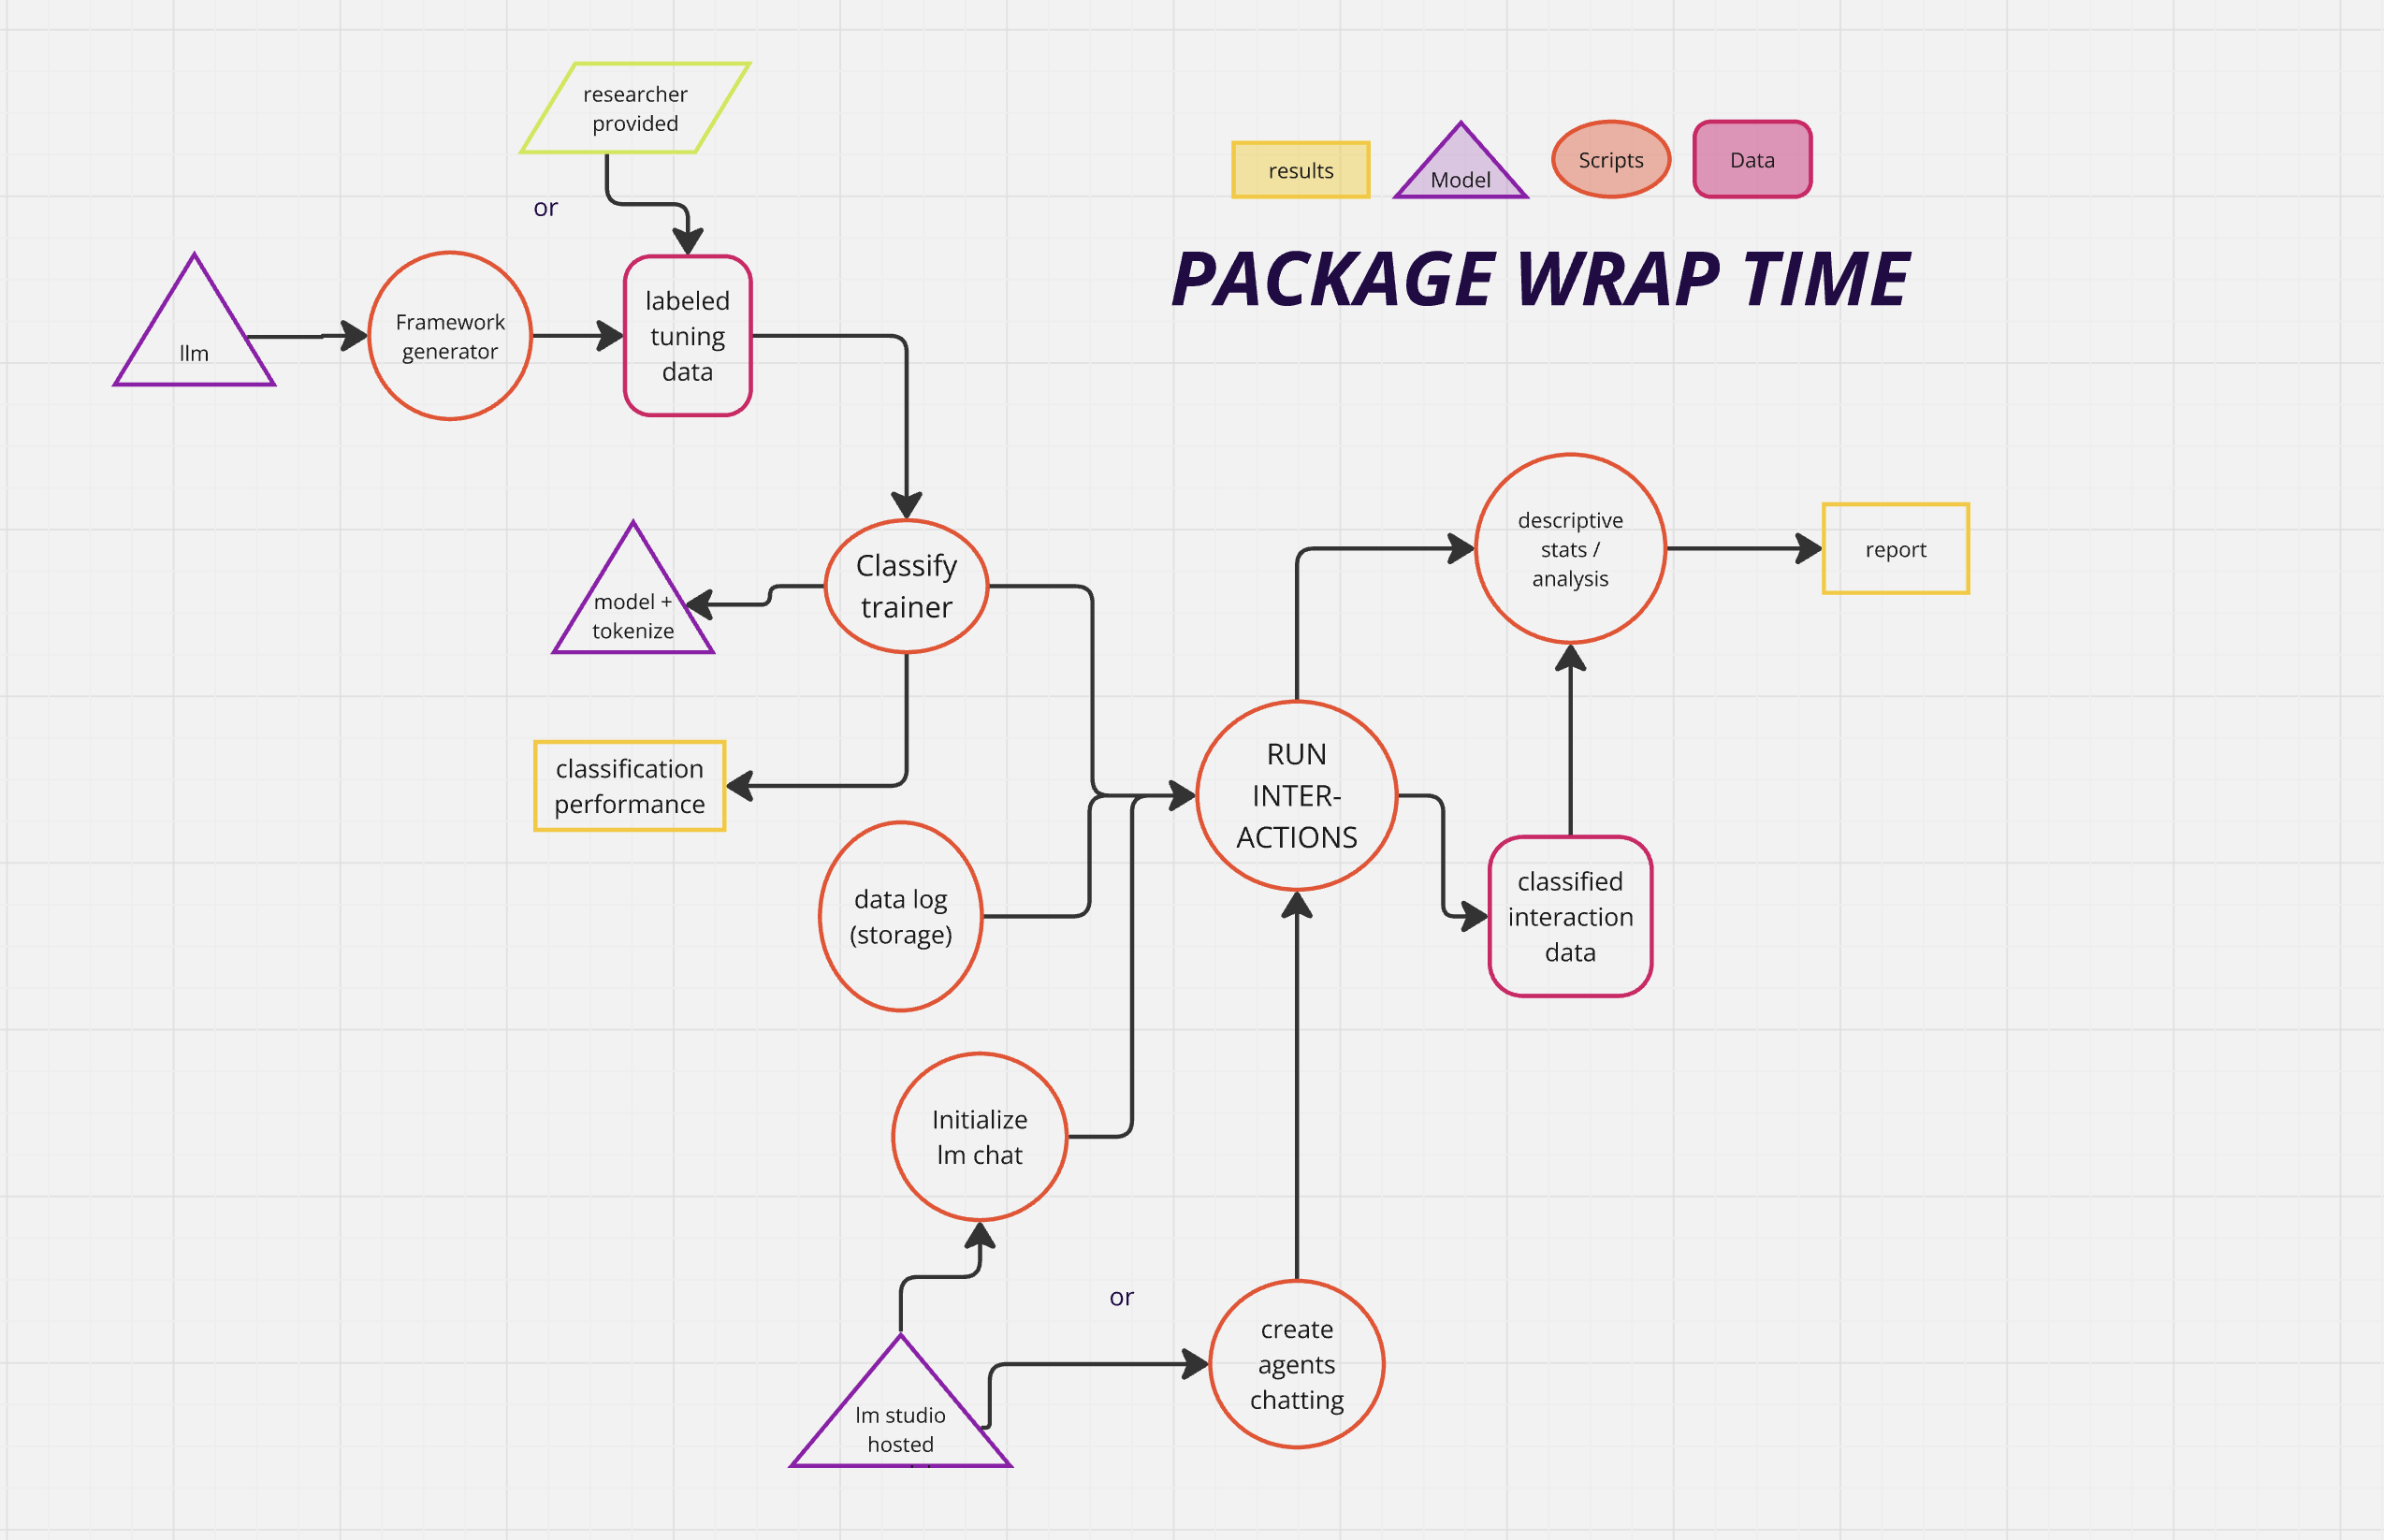 researcher
provided
results
Model
Scripts
Data
or
PACKAGE WRAP TIME
llm
Framework
generator
labeled
tuning
data
Classify
trainer
model +
tokenize
descriptive
stats /
analysis
report
classification
performance
RUN
INTER-
ACTIONS
data log
(storage)
classified
interaction
data
Initialize
lm chat
or
create
agents
chatting
lm studio
hosted